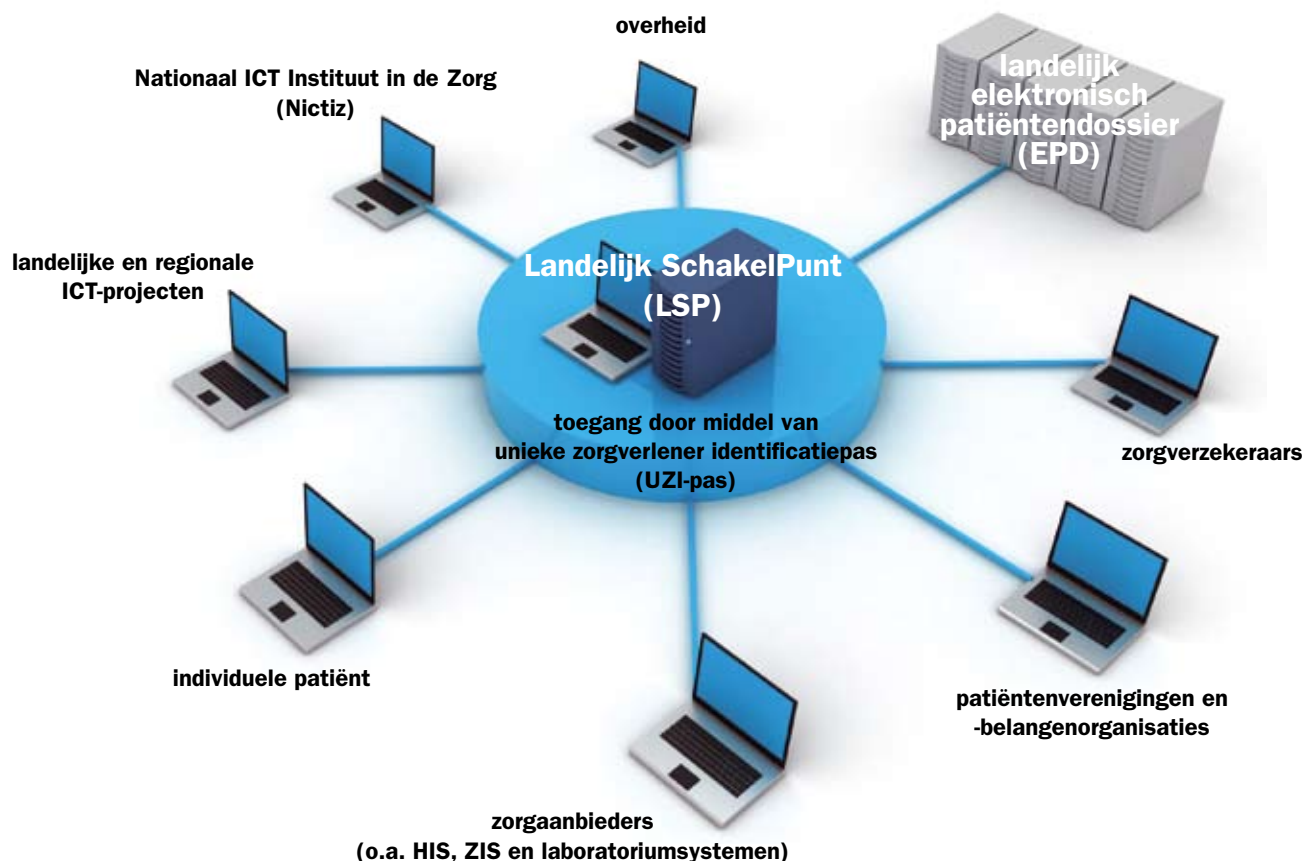 overheid
Nationaal ICT Instituut in de Zorg
(Nictiz)
landelijk
elektronisch
patiëntendossier
(EPD)
landelijke en regionale
ICT-projecten
Landelijk SchakelPunt
(LSP)
toegang door middel van
unieke zorgverlener identificatiepas
(UZI-pas)
zorgverzekeraars
individuele patiënt
patiëntenverenigingen en
-belangenorganisaties
zorgaanbieders
(o.a. HIS, ZIS en laboratoriumsystemen)